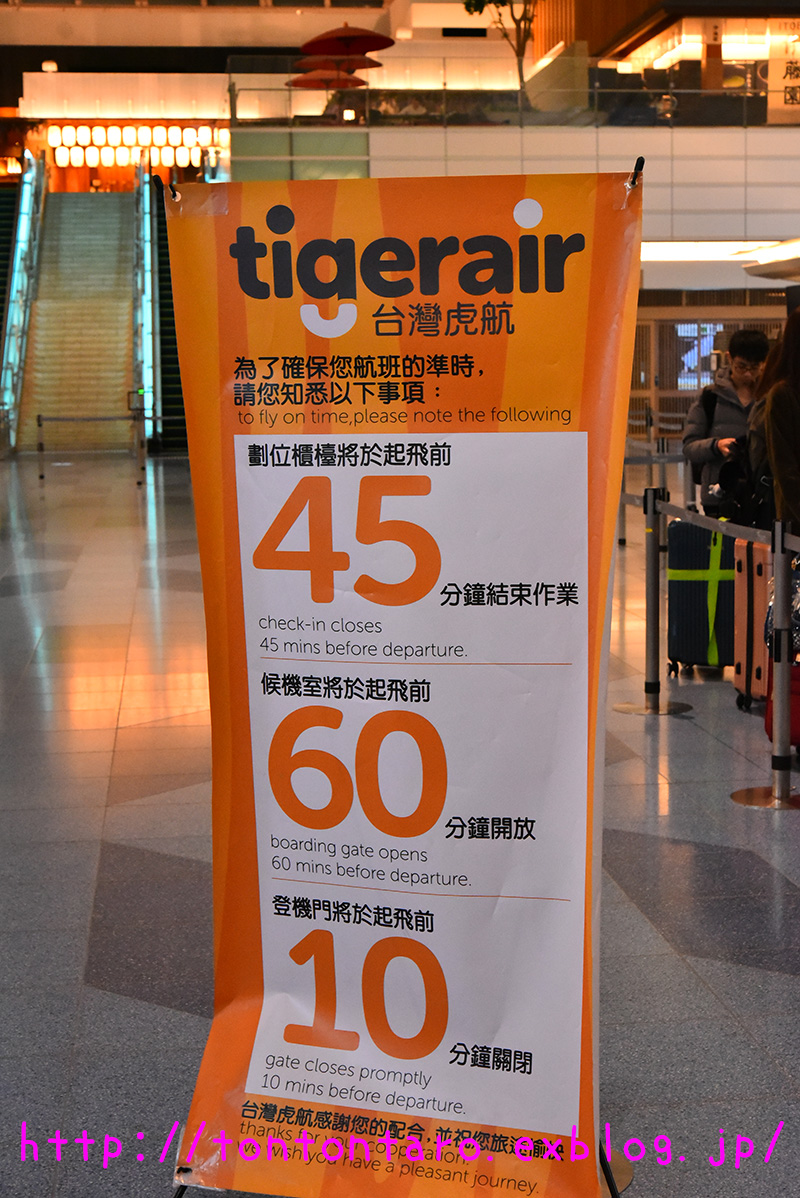 tigerair
台灣虎航
為了確保您航班的準時，
請您知悉以下事項：
to fly on time,please note the following
劃位櫃檯將於起飛前
45
分鐘結束作業
check-in closes
45 mins before departure.
候機室將於起飛前
60
分鐘開放
boarding gate opens
60 mins before departure.
登機門將於起飛前
10
分鐘關閉
gate closes promptly
10 mins before departure.
台灣虎航感謝您的配合,並祝您旅途愉快
thanks for your cooperation.
we wish you have a pleasant journey.
http://tontontaro.exblog.jp/